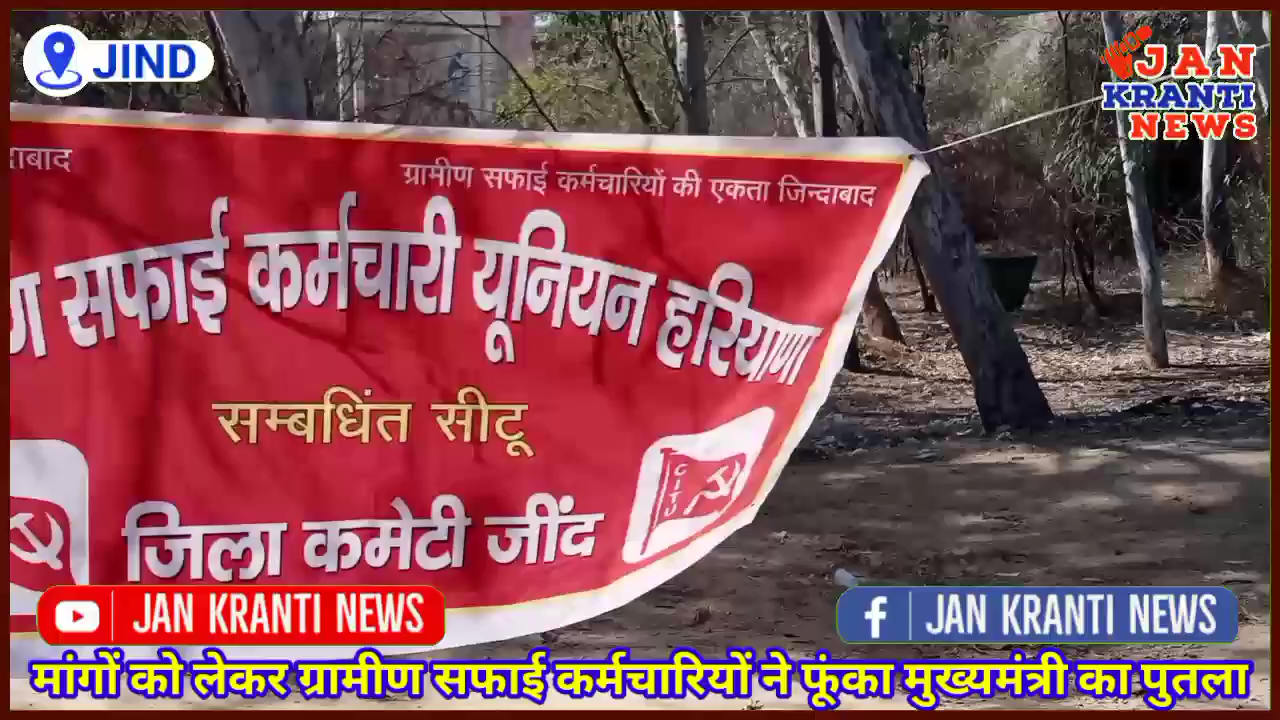 JIND
JAN
KRANTI
NEWS
ग्रामीण सफाई कर्मचारियों की एकता जिन्दाबाद
सफाई कर्मचारी यूनियन हरियाणा
सम्बधिंत सीटू
CITU
जिला कमेटी जींद
JAN KRANTI NEWS
JAN KRANTI NEWS
मांगों को लेकर ग्रामीण सफाई कर्मचारियों ने फूंका मुख्यमंत्री का पुतला